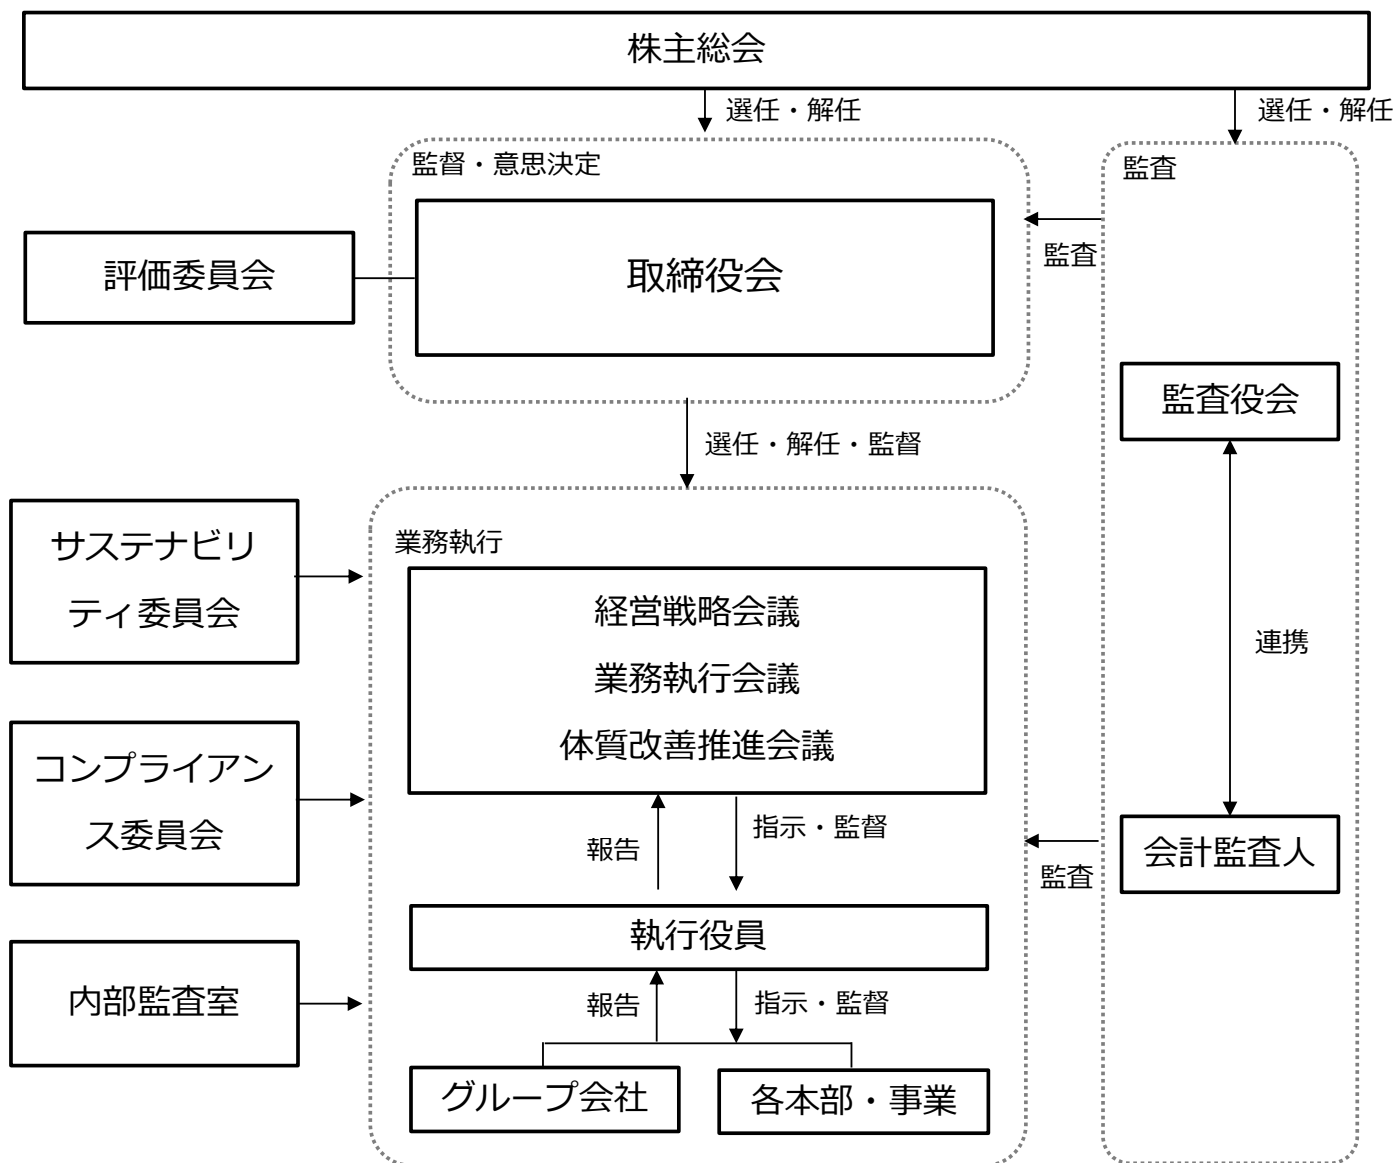 株主総会
選任・解任
選任・解任
監督・意思決定
監査
取締役会
監査
評価委員会
監査役会
選任・解任・監督
サステナビリ
ティ委員会
業務執行
経営戦略会議
業務執行会議
体質改善推進会議
連携
コンプライアン
ス委員会
報告
指示・監督
監査
会計監査人
執行役員
内部監査室
報告
指示・監督
グループ会社
各本部・事業